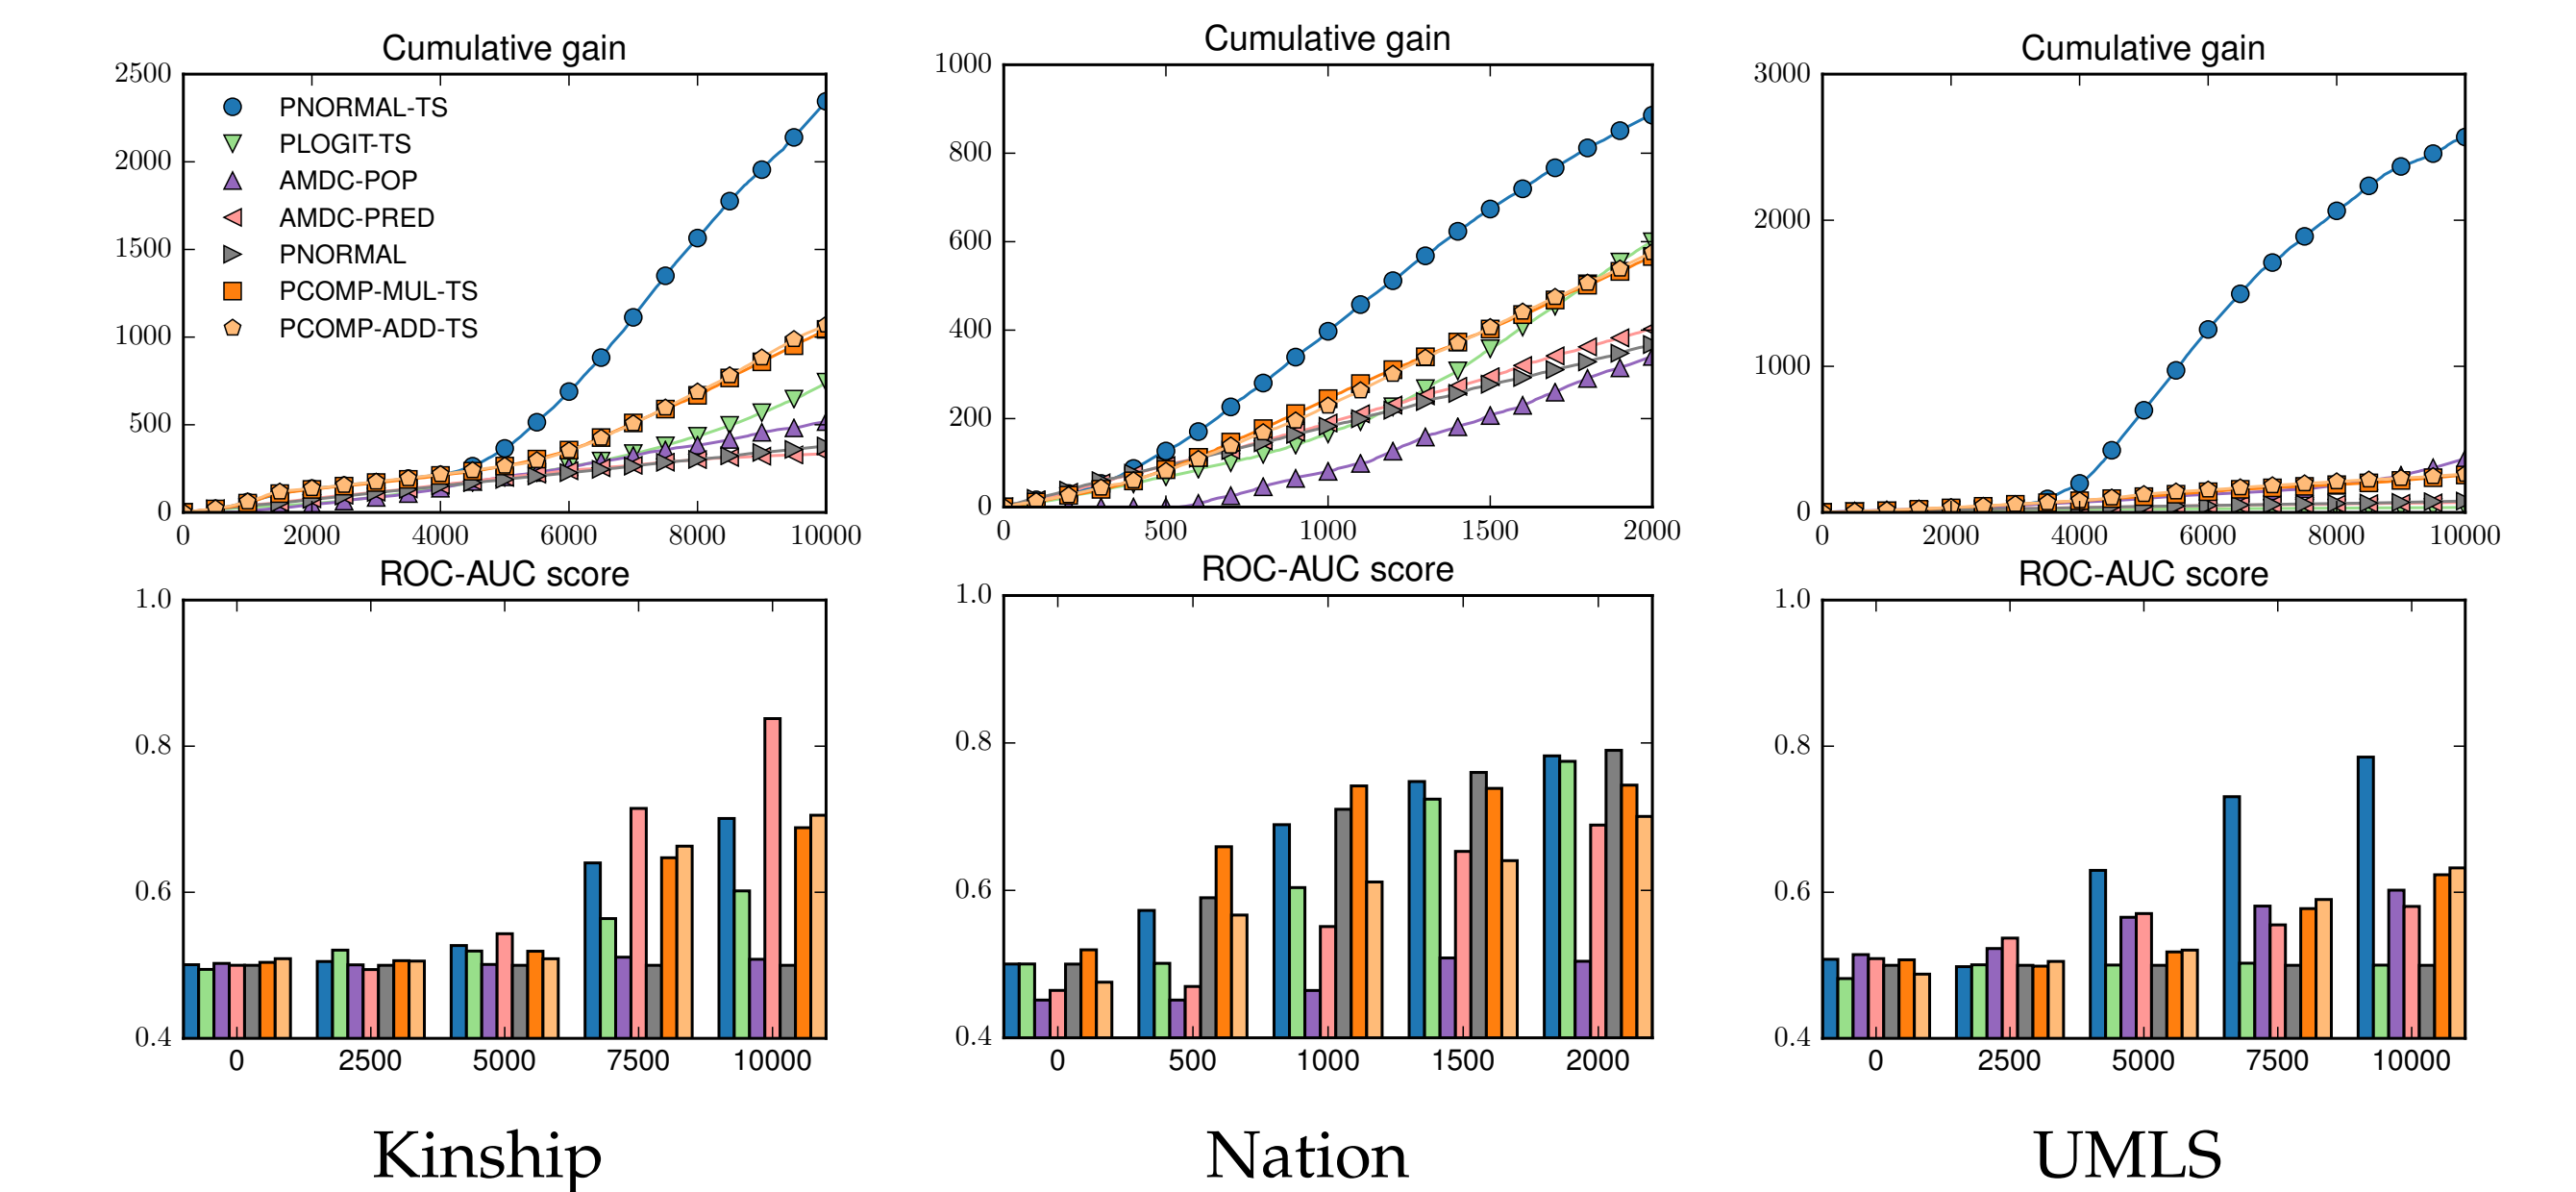 Cumulative gain
2500
2000
1500
1000
500
0
0 2000 4000 6000 8000 10000
PNORMAL-TS
PLOGIT-TS
AMDC-POP
AMDC-PRED
PNORMAL
PCOMP-MUL-TS
PCOMP-ADD-TS
Cumulative gain
1000
800
600
400
200
0
0 500 1000 1500 2000
Cumulative gain
3000
2000
1000
0
0 2000 4000 6000 8000 10000
ROC-AUC score
1.0
0.8
0.6
0.4
0 2500 5000 7500 10000
ROC-AUC score
1.0
0.8
0.6
0.4
0 500 1000 1500 2000
ROC-AUC score
1.0
0.8
0.6
0.4
0 2500 5000 7500 10000
Kinship
Nation
UMLS